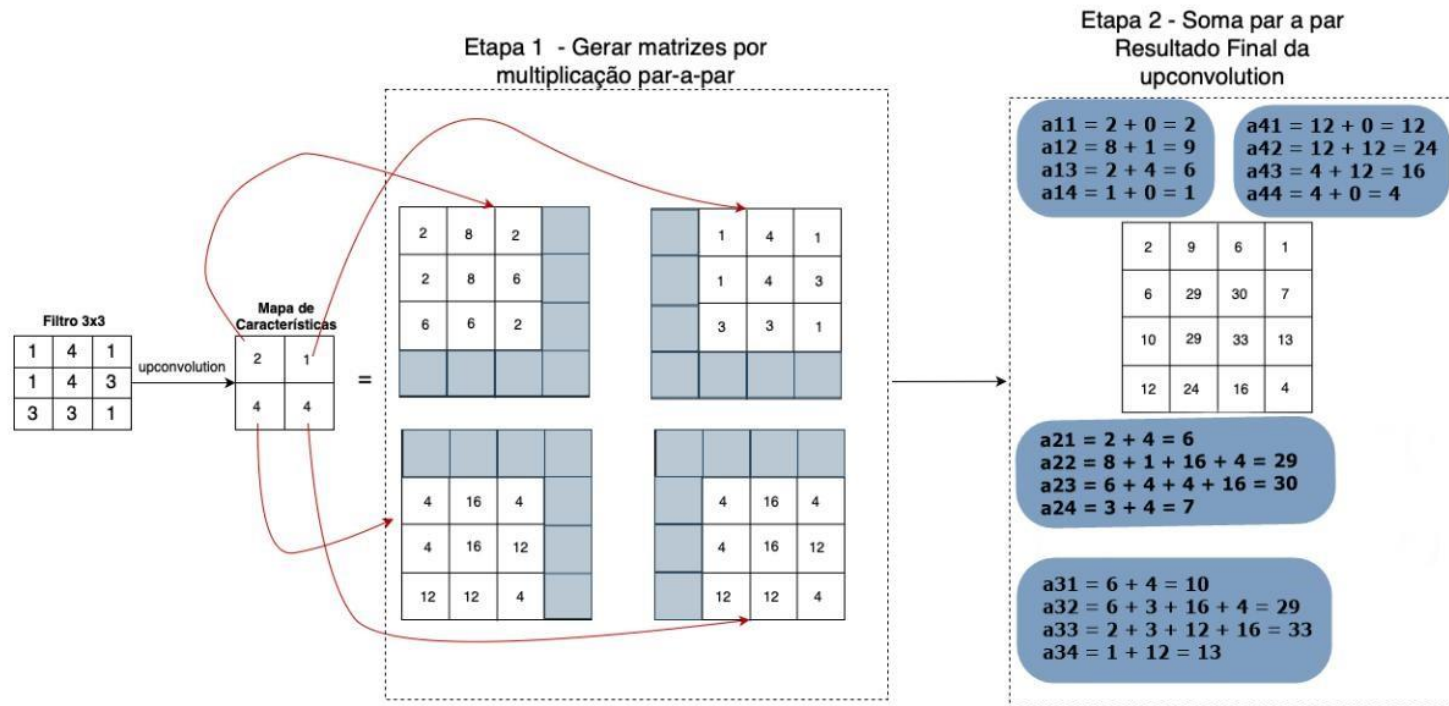 Etapa 1 - Gerar matrizes por
multiplicação par-a-par
Etapa 2 - Soma par a par
Resultado Final da
upconvolution
Filtro 3x3
1 4 1
1 4 3
3 3 1
upconvolution
Mapa de
Características
2 1
4 4
=
2 8 2
2 8 6
6 6 2
1 4 1
1 4 3
3 3 1
4 16 4
4 16 12
12 12 4
4 16 4
4 16 12
12 12 4
a11 = 2 + 0 = 2
a12 = 8 + 1 = 9
a13 = 2 + 4 = 6
a14 = 1 + 0 = 1
a41 = 12 + 0 = 12
a42 = 12 + 12 = 24
a43 = 4 + 12 = 16
a44 = 4 + 0 = 4
2 9 6 1
6 29 30 7
10 29 33 13
12 24 16 4
a21 = 2 + 4 = 6
a22 = 8 + 1 + 16 + 4 = 29
a23 = 6 + 4 + 4 + 16 = 30
a24 = 3 + 4 = 7
a31 = 6 + 4 = 10
a32 = 6 + 3 + 16 + 4 = 29
a33 = 2 + 3 + 12 + 16 = 33
a34 = 1 + 12 = 13